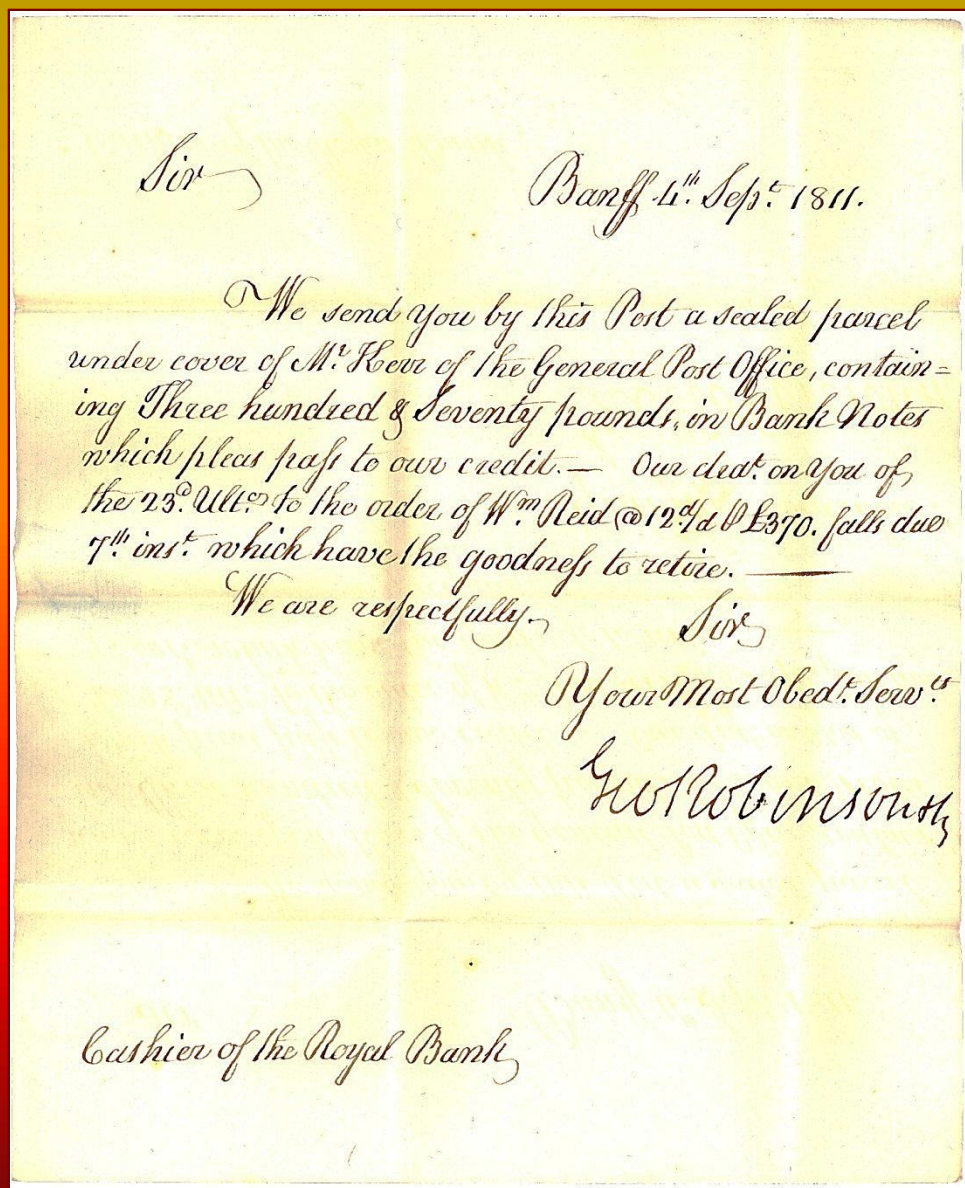 Sir
Banff 4th. Sept. 1811.
We send you by this Post a sealed parcel
under cover of Mr. Kerr of the General Post Office, contain=
ing Three hundred & Seventy pounds, in Bank Notes
which pleas pass to our credit. — Our on You of
the 23d. Ulto. to the order of Wm Reid @ 12 d/d £370. falls due
7th. inst. which have the goodness to retire. —
We are respectfully.
Sir
Your Most Obedt. Servts
Geo Robinson
Cashier of the Royal Bank